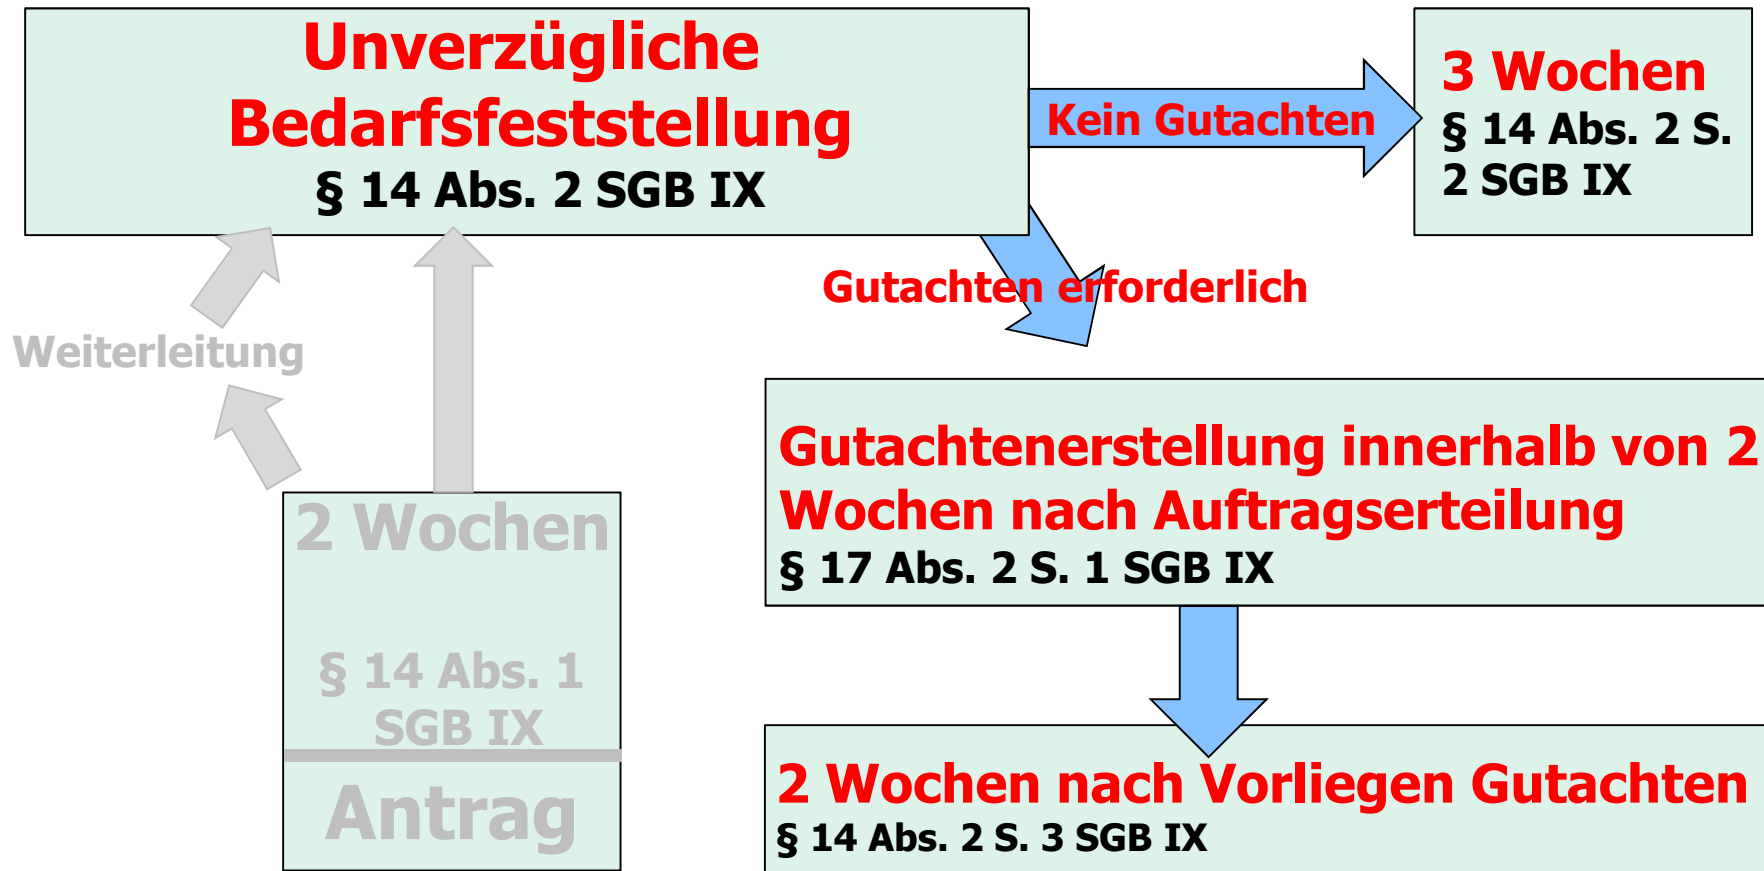 Unverzügliche
Bedarfsfeststellung
§ 14 Abs. 2 SGB IX
Kein Gutachten
3 Wochen
§ 14 Abs. 2 S.
2 SGB IX
Gutachten erforderlich
Weiterleitung
Gutachtenerstellung innerhalb von 2
Wochen nach Auftragserteilung
§ 17 Abs. 2 S. 1 SGB IX
2 Wochen
§ 14 Abs. 1
SGB IX
Antrag
2 Wochen nach Vorliegen Gutachten
§ 14 Abs. 2 S. 3 SGB IX